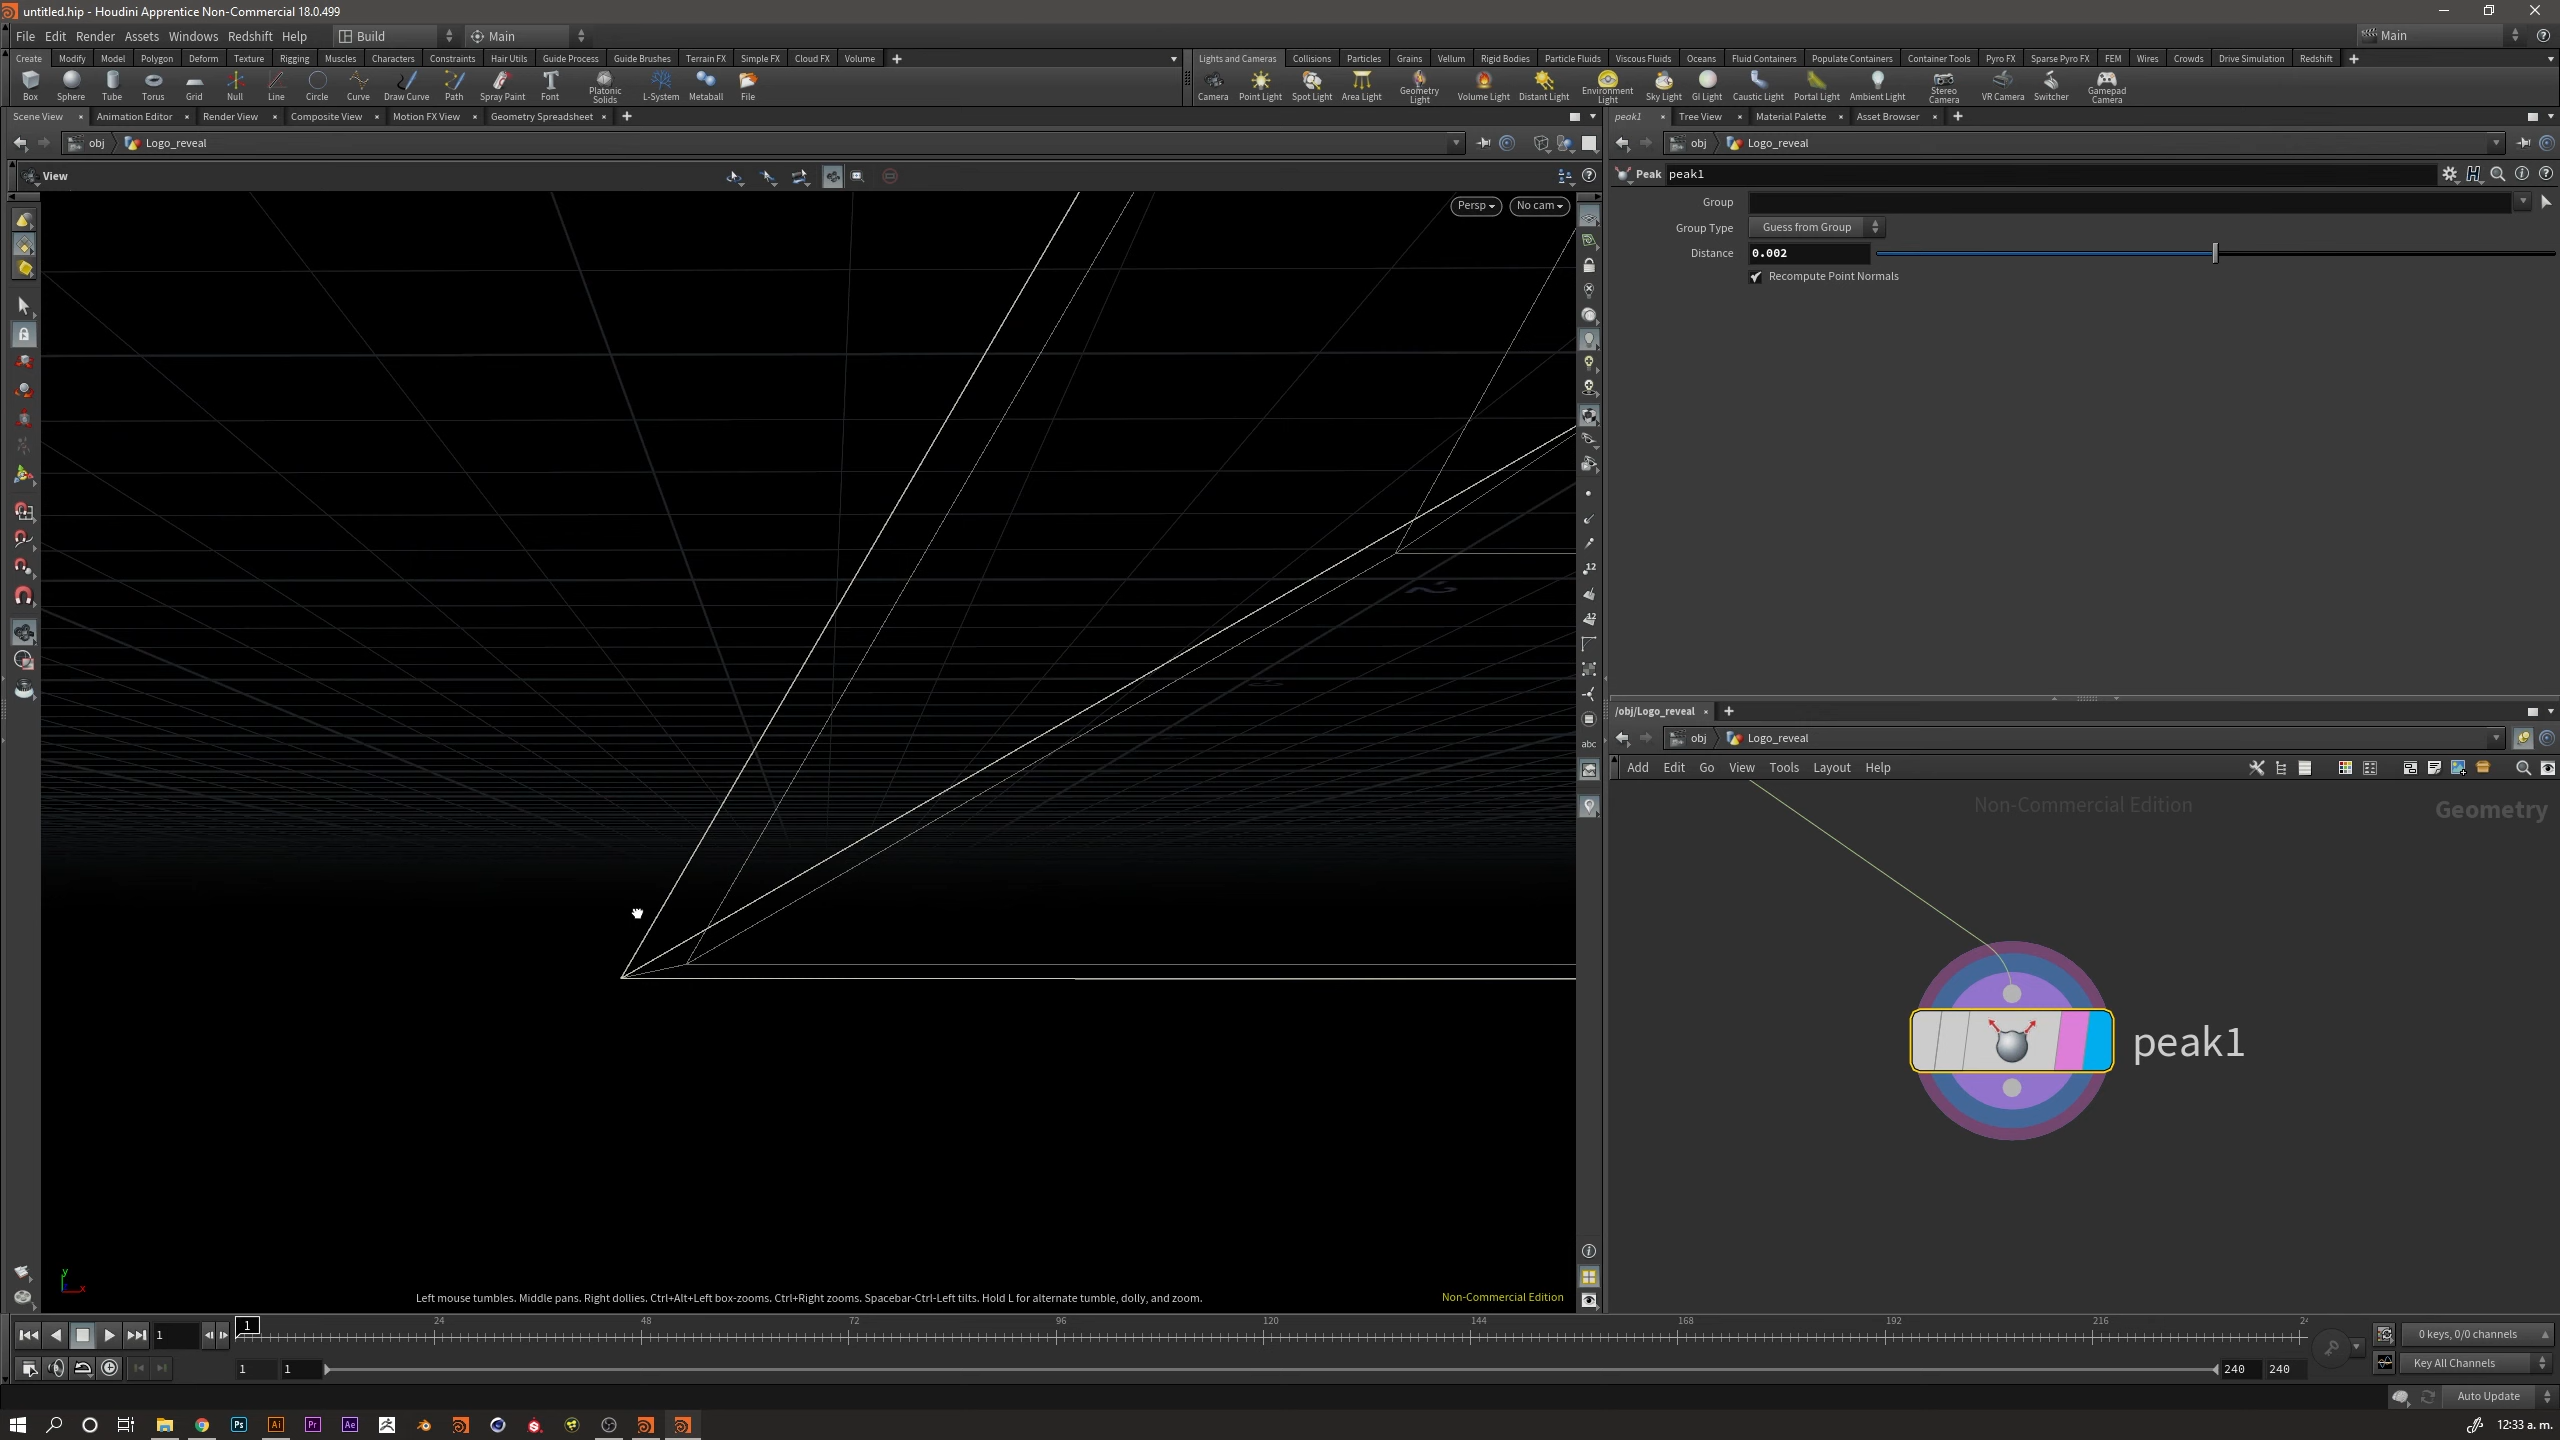 untitled.hip - Houdini Apprentice Non-Commercial 18.0.499
File Edit Render Assets Windows Redshift Help Build Main Main
Create Modify Model Polygon Deform Texture Rigging Muscles Characters Constraints Hair Utils Guide Process Guide Brushes Terrain FX Simple FX Cloud FX Volume
Lights and Cameras Collisions Particles Grains Vellum Rigid Bodies Particle Fluids Viscous Fluids Oceans Fluid Containers Populate Containers Container Tools Pyro FX Sparse Pyro FX FEM Wires Crowds Drive Simulation Redshift
Box Sphere Tube Torus Grid Null Line Circle Curve Draw Curve Path Spray Paint Font Platonic Solids L-System Metaball File
Camera Point Light Spot Light Area Light Geometry Light Volume Light Distant Light Environment Light Sky Light GI Light Caustic Light Portal Light Ambient Light Stereo Camera VR Camera Switcher Gamepad Camera
Scene View Animation Editor Render View Composite View Motion FX View Geometry Spreadsheet
peak1 Tree View Material Palette Asset Browser
obj Logo_reveal
obj Logo_reveal
View
Peak peak1
Persp No cam
Group
Group Type Guess from Group
Distance 0.002
Recompute Point Normals
12
12
abc
/obj/Logo_reveal
obj Logo_reveal
Add Edit Go View Tools Layout Help
Non-Commercial Edition
Geometry
peak1
y
x
Left mouse tumbles. Middle pans. Right dollies. Ctrl+Alt+Left box-zooms. Ctrl+Right zooms. Spacebar-Ctrl-Left tilts. Hold L for alternate tumble, dolly, and zoom.
Non-Commercial Edition
1 1 24 48 72 96 120 144 168 192 216
0 keys, 0/0 channels
1 1 240 240
Key All Channels
Auto Update
Ps Ai Pr Ae
12:33 a. m.